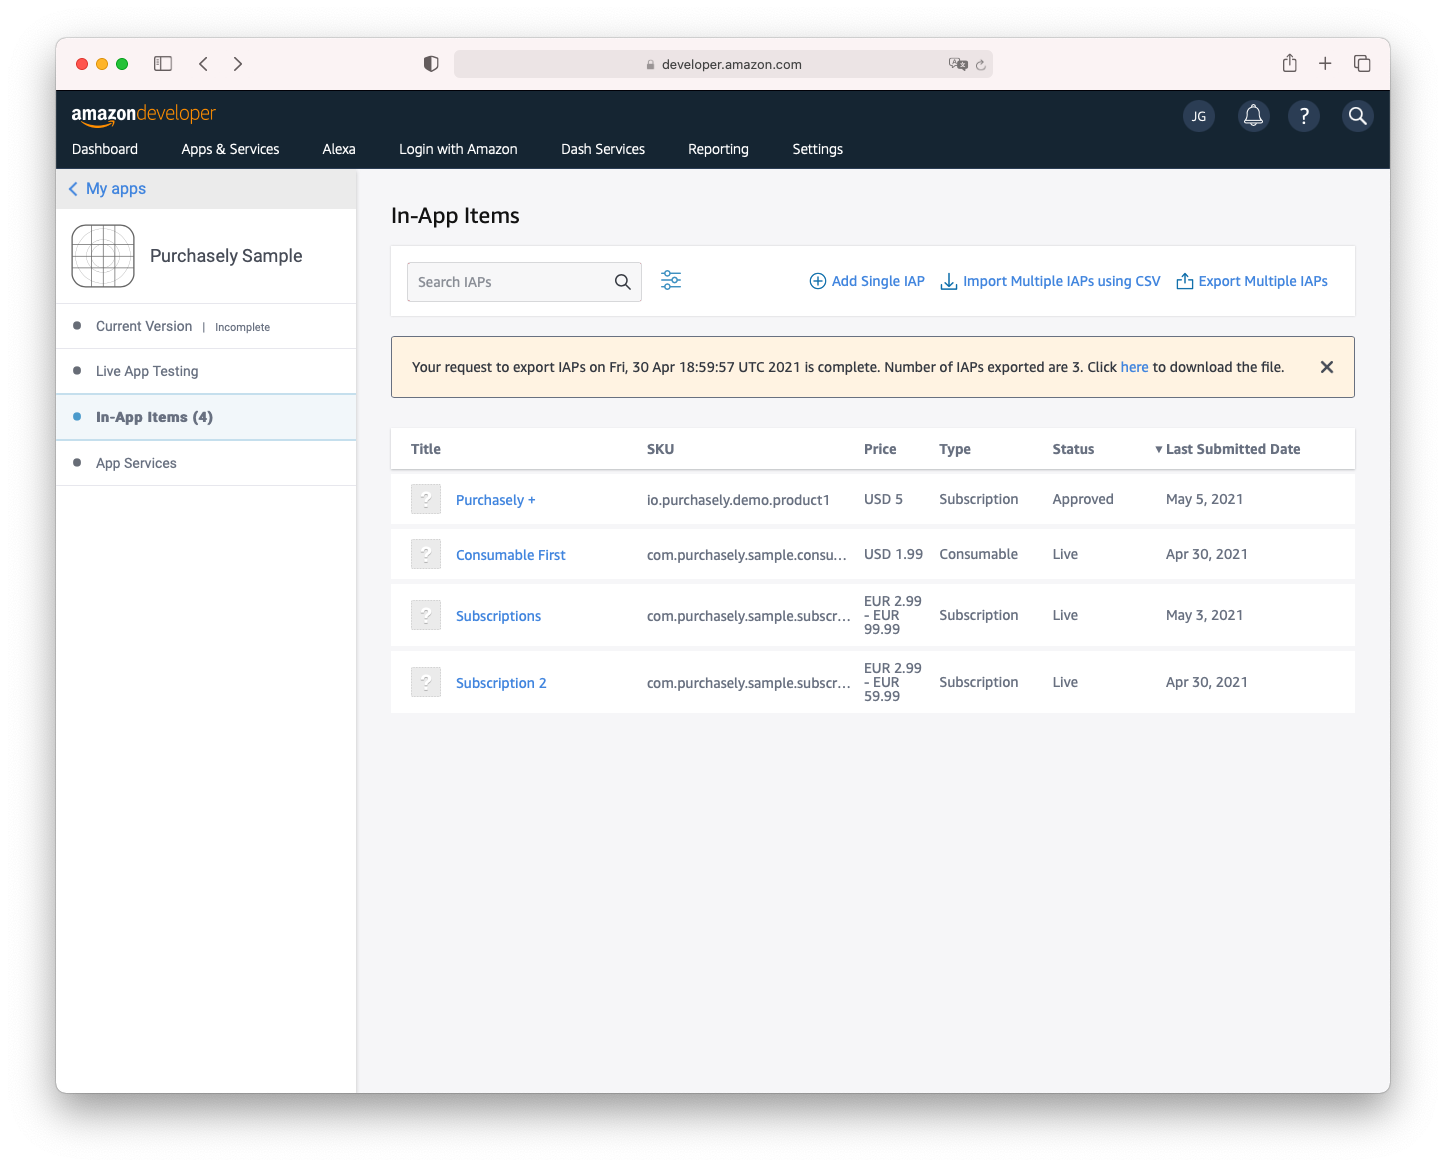 developer.amazon.com
amazondeveloper
JG
?
Dashboard
Apps & Services
Alexa
Login with Amazon
Dash Services
Reporting
Settings
My apps
Purchasely Sample
Current Version | Incomplete
Live App Testing
In-App Items (4)
App Services
In-App Items
Search IAPs
Add Single IAP
Import Multiple IAPs using CSV
Export Multiple IAPs
Your request to export IAPs on Fri, 30 Apr 18:59:57 UTC 2021 is complete. Number of IAPs exported are 3. Click here to download the file.
Title SKU Price Type Status Last Submitted Date
? Purchasely + io.purchasely.demo.product1 USD 5 Subscription Approved May 5, 2021
? Consumable First com.purchasely.sample.consu... USD 1.99 Consumable Live Apr 30, 2021
? Subscriptions com.purchasely.sample.subscr... EUR 2.99
- EUR
99.99
Subscription Live May 3, 2021
? Subscription 2 com.purchasely.sample.subscr... EUR 2.99
- EUR
59.99
Subscription Live Apr 30, 2021